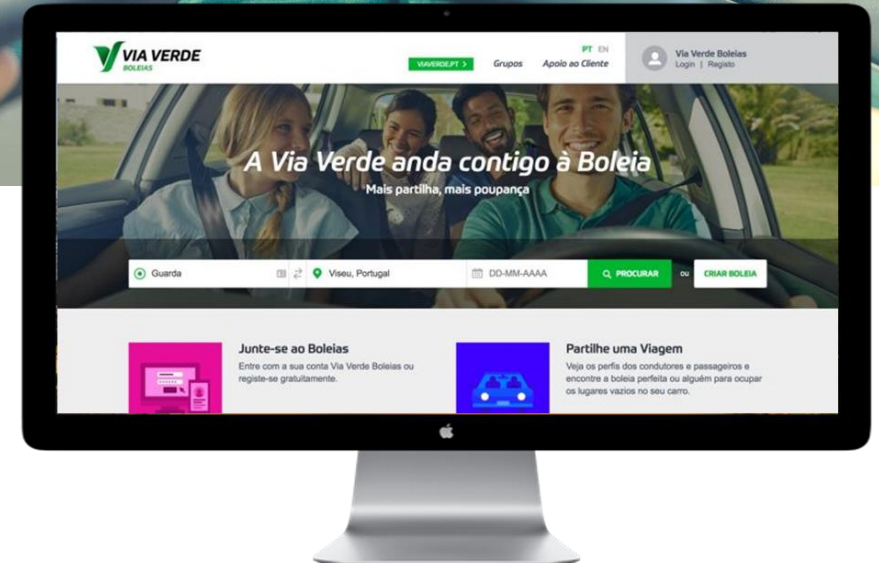 VIA VERDE
BOLEIAS
VIAVERDE.PT >
Grupos
Apoio ao Cliente
PT EN
Via Verde Boleias
Login | Registo
A Via Verde anda contigo à Boleia
Mais partilha, mais poupança
Guarda
Viseu, Portugal
DD-MM-AAAA
PROCURAR
OU
CRIAR BOLEIA
Junte-se ao Boleias
Entre com a sua conta Via Verde Boleias ou
registe-se gratuitamente.
Partilhe uma Viagem
Veja os perfis dos condutores e passageiros e
encontre a boleia perfeita ou alguém para ocupar
os lugares vazios no seu carro.